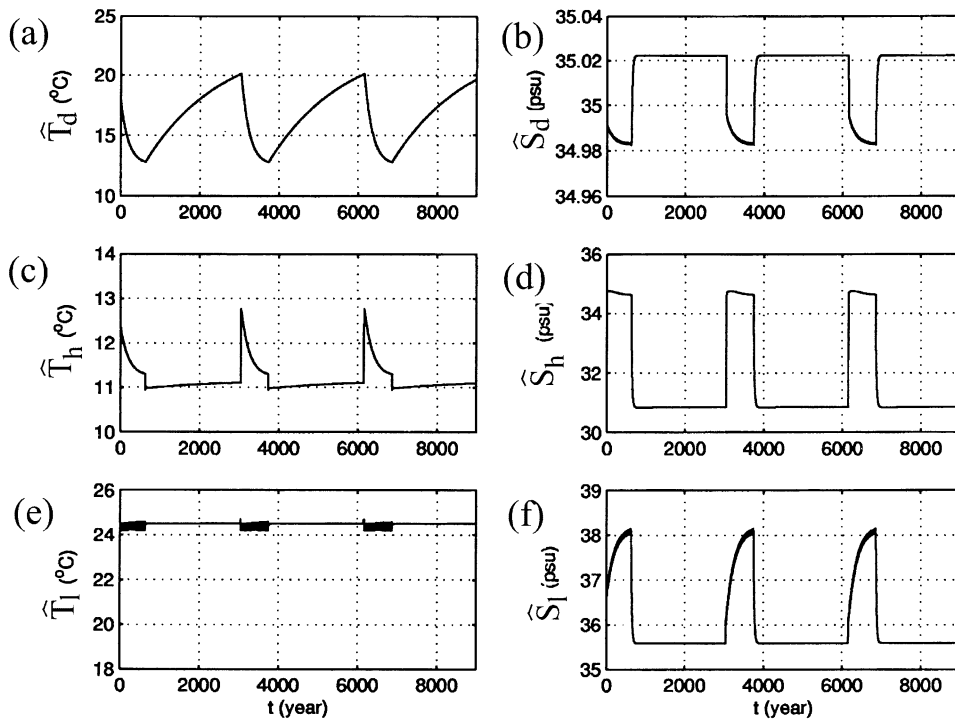 (a)
T̂d (°C)
25
20
15
10
0 2000 4000 6000 8000
(b)
Ŝd (psu)
35.04
35.02
35
34.98
34.96
0 2000 4000 6000 8000
(c)
T̂h (°C)
14
13
12
11
10
0 2000 4000 6000 8000
(d)
Ŝh (psu)
36
34
32
30
0 2000 4000 6000 8000
(e)
T̂l (°C)
26
24
22
20
18
0 2000 4000 6000 8000
t (year)
(f)
Ŝl (psu)
39
38
37
36
35
0 2000 4000 6000 8000
t (year)